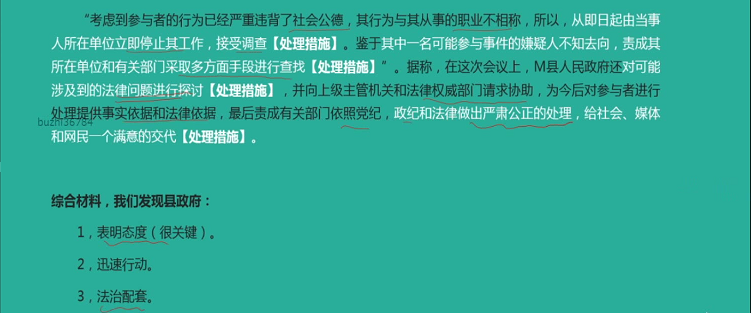 “考虑到参与者的行为已经严重违背了社会公德，其行为与其从事的职业不相称，所以，从即日起由当事
人所在单位立即停止其工作，接受调查【处理措施】。鉴于其中一名可能参与事件的嫌疑人不知去向，责成其
所在单位和有关部门采取多方面手段进行查找【处理措施】”。据称，在这次会议上，M县人民政府还对可能
涉及到的法律问题进行探讨【处理措施】，并向上级主管机关和法律权威部门请求协助，为今后对参与者进行
处理提供事实依据和法律依据，最后责成有关部门依照党纪，政纪和法律做出严肃公正的处理，给社会、媒体
buzhi36784
和网民一个满意的交代【处理措施】。
综合材料，我们发现县政府：
1，表明态度（很关键）。
2，迅速行动。
3，法治配套。